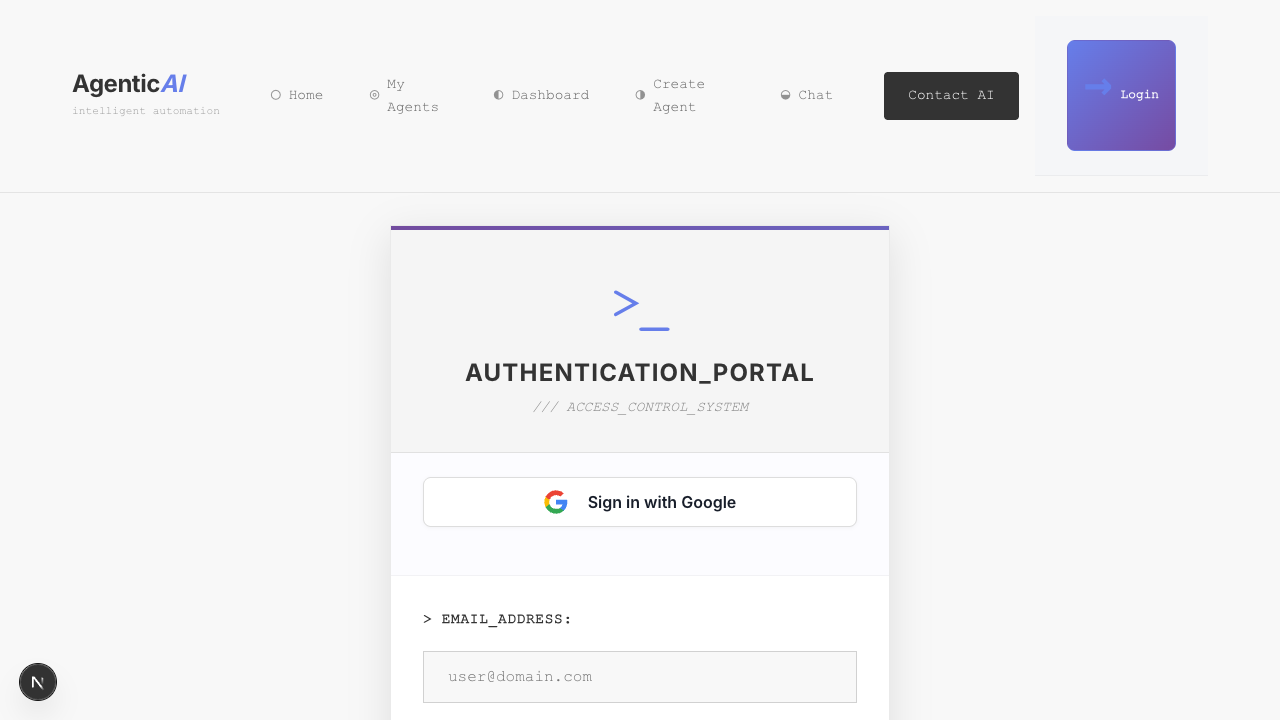 AgenticAI
intelligent automation
○ Home
◎ My Agents
◐ Dashboard
◑ Create Agent
◒ Chat
Contact AI
→ Login
>_
AUTHENTICATION_PORTAL
/// ACCESS_CONTROL_SYSTEM
Sign in with Google
> EMAIL_ADDRESS:
user@domain.com
N